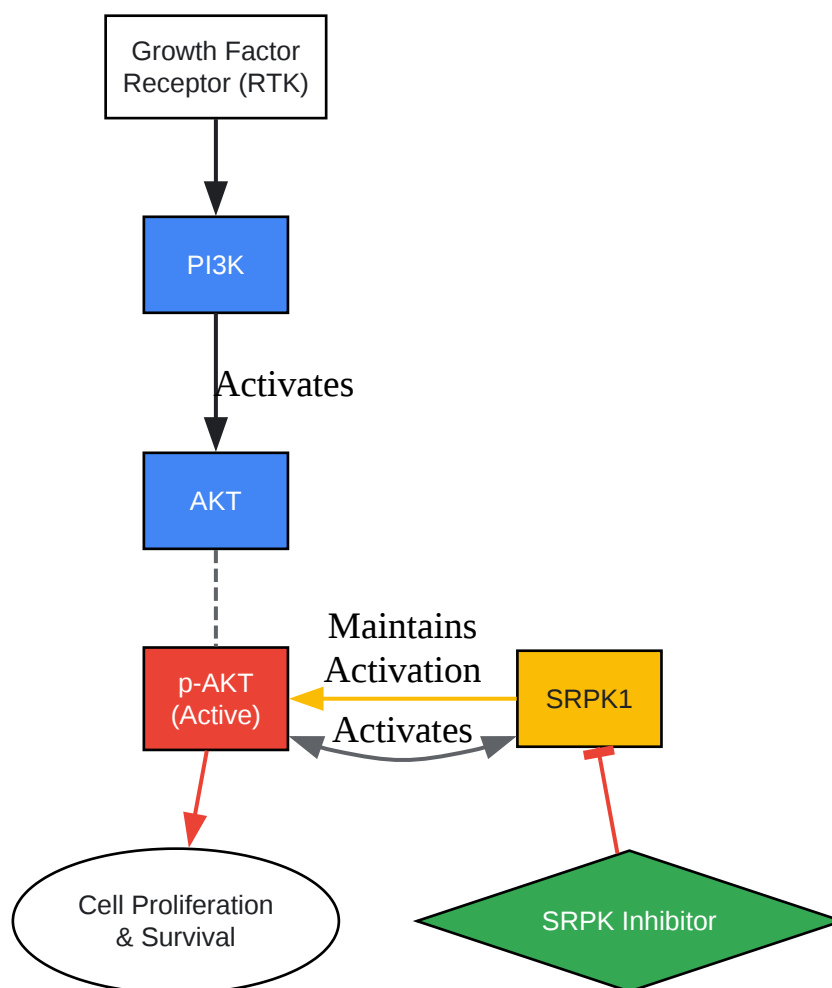 Growth Factor
Receptor (RTK)
PI3K
Activates
AKT
Maintains
Activation
p-AKT
(Active)
SRPK1
Activates
Cell Proliferation
& Survival
SRPK Inhibitor